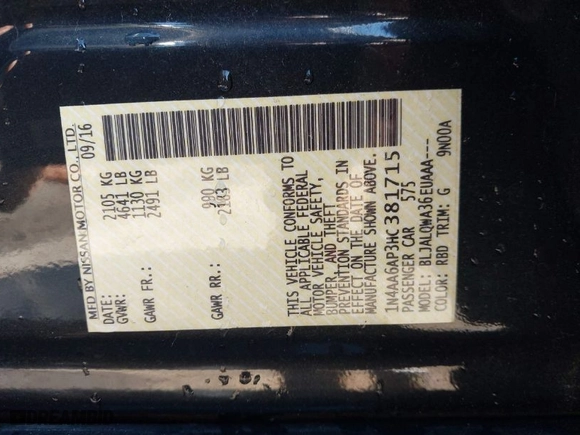 MFD BY NISSAN MOTOR CO., LTD.
DATE: 09/16
GVWR: 2105 KG
4641 LB
GAWR FR.: 1130 KG
2491 LB
GAWR RR.: 990 KG
2183 LB
THIS VEHICLE CONFORMS TO
ALL APPLICABLE FEDERAL
MOTOR VEHICLE SAFETY,
BUMPER, AND THEFT
PREVENTION STANDARDS IN
EFFECT ON THE DATE OF
MANUFACTURE SHOWN ABOVE.
1N4AA6AP3HC381715
PASSENGER CAR 575
MODEL: BLJALQWA36EUAAA---
COLOR: RBD TRIM: G 9N00A